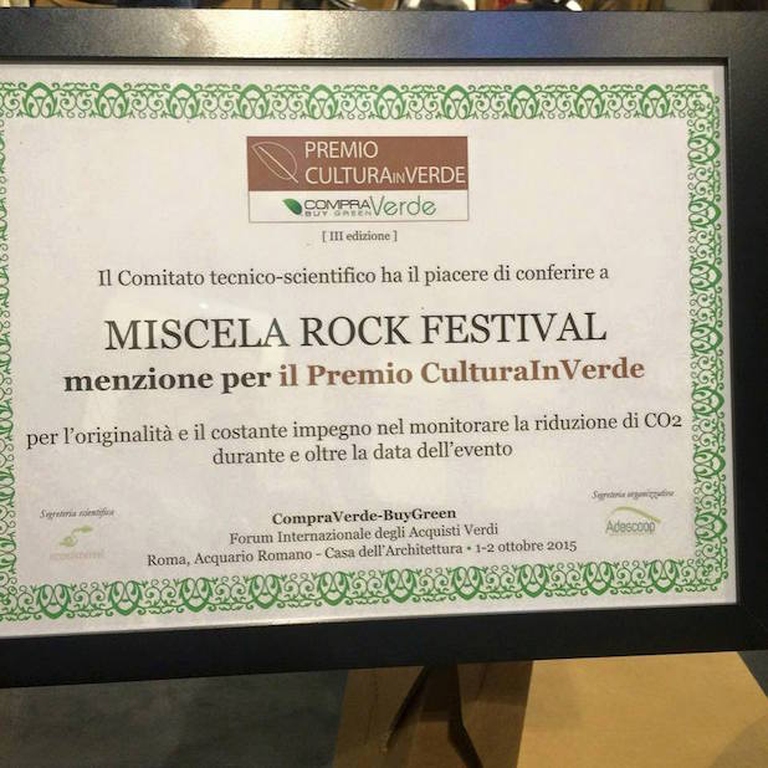 PREMIO
CULTURAINVERDE
COMPRAVerde
BUY GREEN
[ III edizione ]
Il Comitato tecnico-scientifico ha il piacere di conferire a
MISCELA ROCK FESTIVAL
menzione per il Premio CulturaInVerde
per l'originalità e il costante impegno nel monitorare la riduzione di CO2
durante e oltre la data dell'evento
Segreteria scientifica
Segreteria organizzativa
Adescoop
CompraVerde-BuyGreen
Forum Internazionale degli Acquisti Verdi
Roma, Acquario Romano - Casa dell'Architettura • 1-2 ottobre 2015